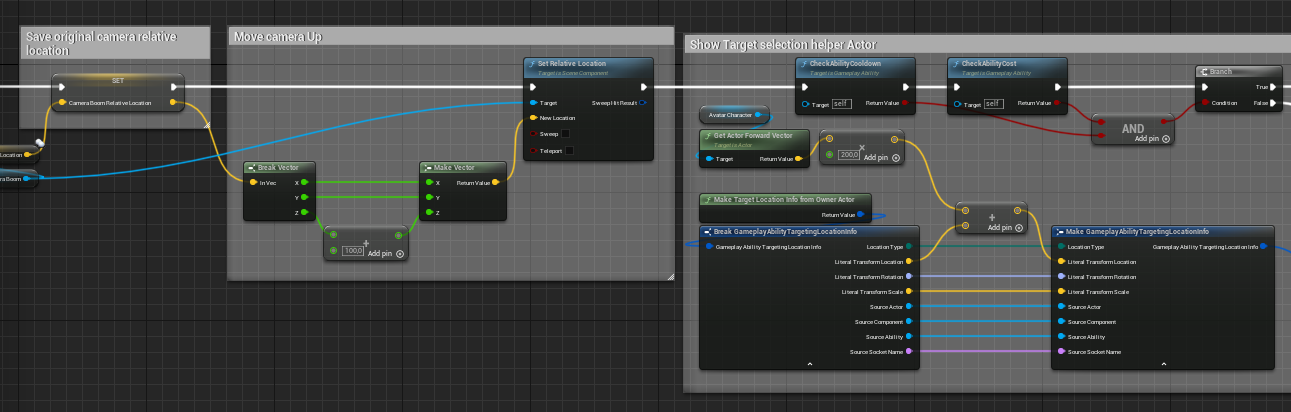 Save original camera relative
location
SET
Camera Boom Relative Location
Location
Boom
Move camera Up
Set Relative Location
Target is Scene Component
Target
Sweep Hit Result
New Location
Sweep
Teleport
Break Vector
In Vec
X
Y
Z
Make Vector
X
Return Value
Y
Z
+
100,0
Add pin
Show Target selection helper Actor
CheckAbilityCooldown
Target is Gameplay Ability
Target
self
Return Value
CheckAbilityCost
Target is Gameplay Ability
Target
self
Return Value
Branch
True
Condition
False
AND
Add pin
Avatar Character
Get Actor Forward Vector
Target is Actor
Target
Return Value
x
200,0
Add pin
Make Target Location Info from Owner Actor
Return Value
+
Add pin
Break GameplayAbilityTargetingLocationInfo
Gameplay Ability Targeting Location Info
Location Type
Literal Transform Location
Literal Transform Rotation
Literal Transform Scale
Source Actor
Source Component
Source Ability
Source Socket Name
Make GameplayAbilityTargetingLocationInfo
Location Type
Gameplay Ability Targeting Location Info
Literal Transform Location
Literal Transform Rotation
Literal Transform Scale
Source Actor
Source Component
Source Ability
Source Socket Name